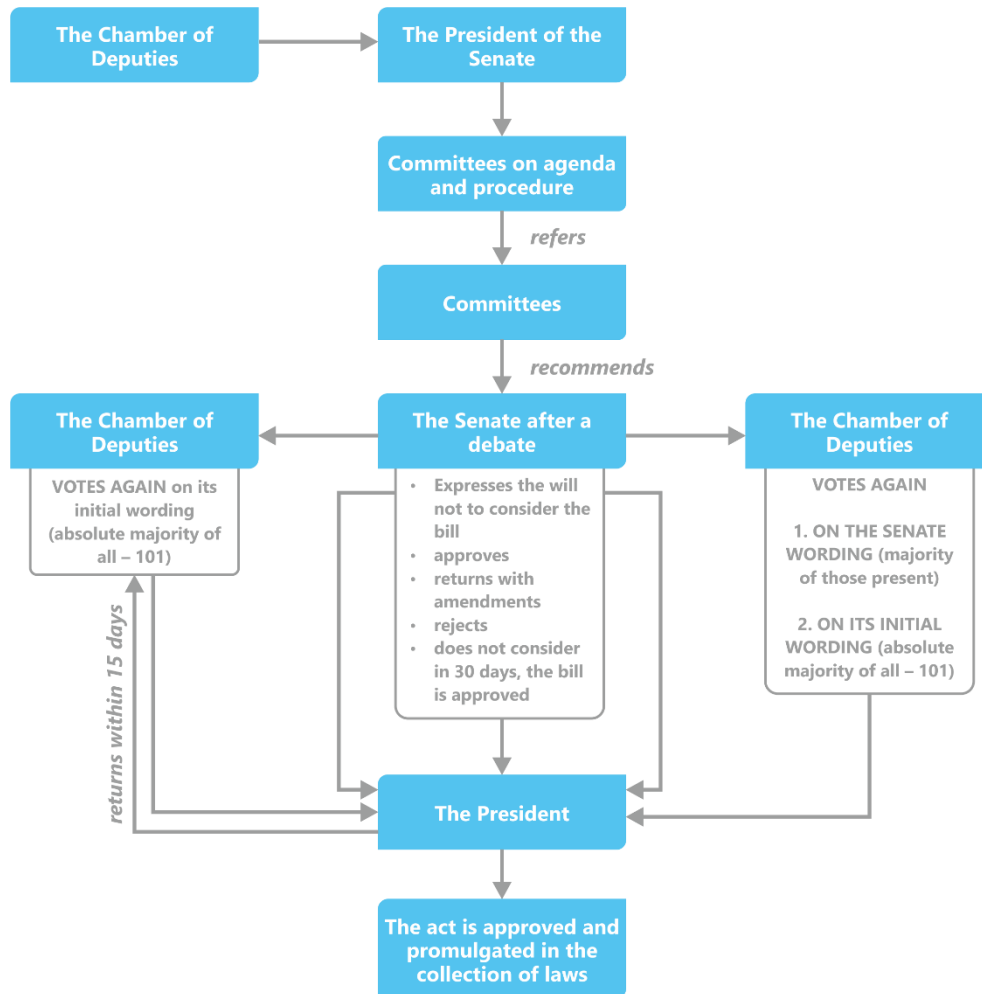 The Chamber of
Deputies
The President of the
Senate
Committees on agenda
and procedure
refers
Committees
recommends
The Chamber of
Deputies
VOTES AGAIN on its
initial wording
(absolute majority of
all – 101)
The Senate after a
debate
• Expresses the will
not to consider the
bill
• approves
• returns with
amendments
• rejects
• does not consider
in 30 days, the bill
is approved
The Chamber of
Deputies
VOTES AGAIN
1. ON THE SENATE
WORDING (majority
of those present)
2. ON ITS INITIAL
WORDING (absolute
majority of all – 101)
returns within 15 days
The President
The act is approved and
promulgated in the
collection of laws